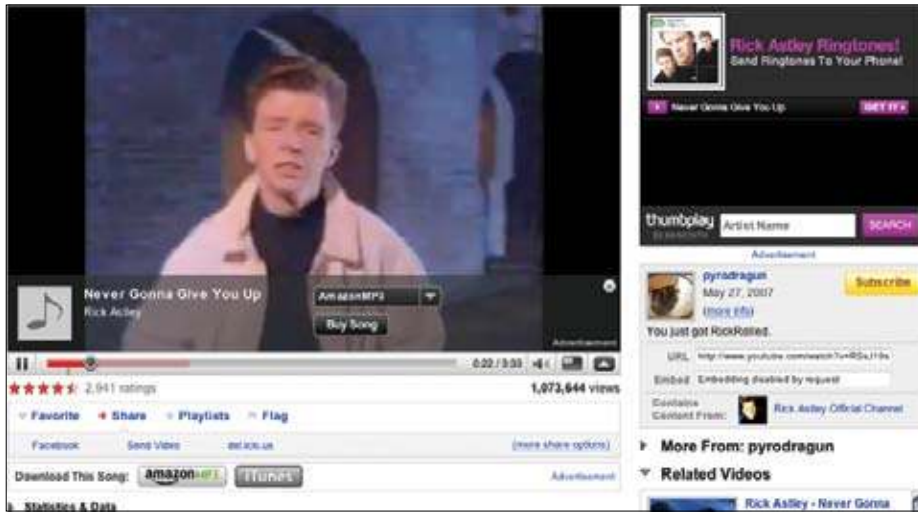 Never Gonna Give You Up
Rick Astley
AmazonMP3
Buy Song
Advertisement
0:22 / 3:33
2,941 ratings
1,073,644 views
Favorite Share Playlists Flag
Facebook Send Video del.icio.us (more share options)
Download This Song: amazonMP3 iTunes Advertisement
Statistics & Data
Rick Astley Ringtones!
Send Ringtones To Your Phone!
Never Gonna Give You Up GET IT
thumbplay Artist Name SEARCH
Advertisement
pyrodragun
May 27, 2007
(more info)
Subscribe
You just got RickRolled.
URL http://www.youtube.com/watch?v=
Embed Embedding disabled by request
Contains
Content From: Rick Astley Official Channel
More From: pyrodragun
Related Videos
Rick Astley - Never Gonna